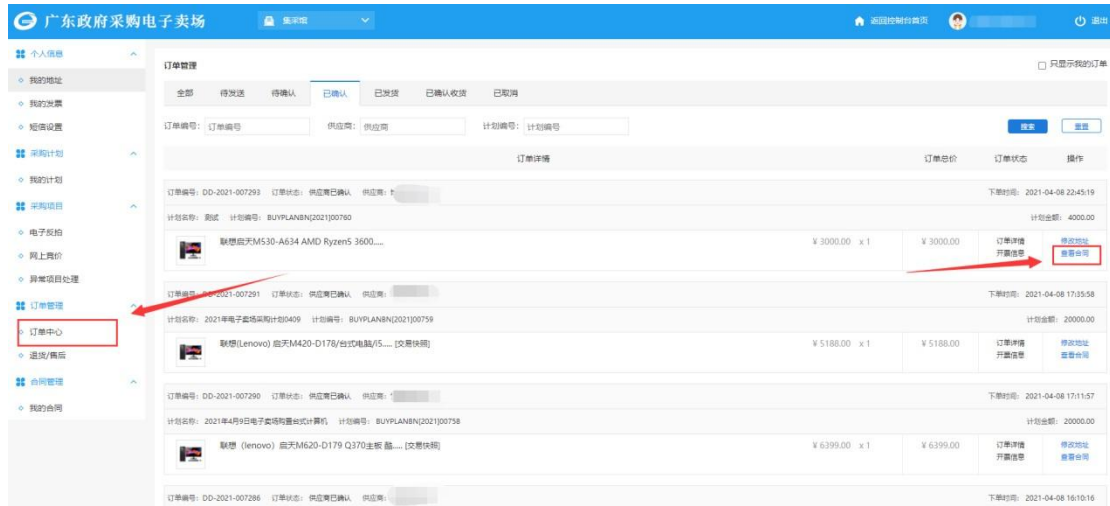 广东政府采购电子卖场 集采馆 返回控制台首页 退出
个人信息
我的地址
我的发票
短信设置
采购计划
我的计划
采购项目
电子反拍
网上竞价
异常项目处理
订单管理
订单中心
退货/售后
合同管理
我的合同
订单管理 只显示我的订单
全部 待发送 待确认 已确认 已发货 已确认收货 已取消
订单编号: 订单编号 供应商: 供应商 计划编号: 计划编号 搜索 重置
订单详情 订单总价 订单状态 操作
订单编号: DD-2021-007293 订单状态: 供应商已确认 供应商: 下单时间: 2021-04-08 22:45:19
计划名称: 测试 计划编号: BUYPLANBN[2021]00760 计划金额: 4000.00
联想启天M530-A634 AMD Ryzen5 3600,.... ¥ 3000.00 x 1 ¥ 3000.00 订单详情 修改地址
开票信息 查看合同
订单编号: DD-2021-007291 订单状态: 供应商已确认 供应商: 下单时间: 2021-04-08 17:35:58
计划名称: 2021年电子卖场采购计划0409 计划编号: BUYPLANBN[2021]00759 计划金额: 20000.00
联想(Lenovo) 启天M420-D178/台式电脑/i5..... [交易快照] ¥ 5188.00 x 1 ¥ 5188.00 订单详情 修改地址
开票信息 查看合同
订单编号: DD-2021-007290 订单状态: 供应商已确认 供应商: 下单时间: 2021-04-08 17:11:57
计划名称: 2021年4月9日电子卖场购置台式计算机 计划编号: BUYPLANBN[2021]00758 计划金额: 20000.00
联想（lenovo）启天M620-D179 Q370主板 酷..... [交易快照] ¥ 6399.00 x 1 ¥ 6399.00 订单详情 修改地址
开票信息 查看合同
订单编号: DD-2021-007286 订单状态: 供应商已确认 供应商: 下单时间: 2021-04-08 16:10:16